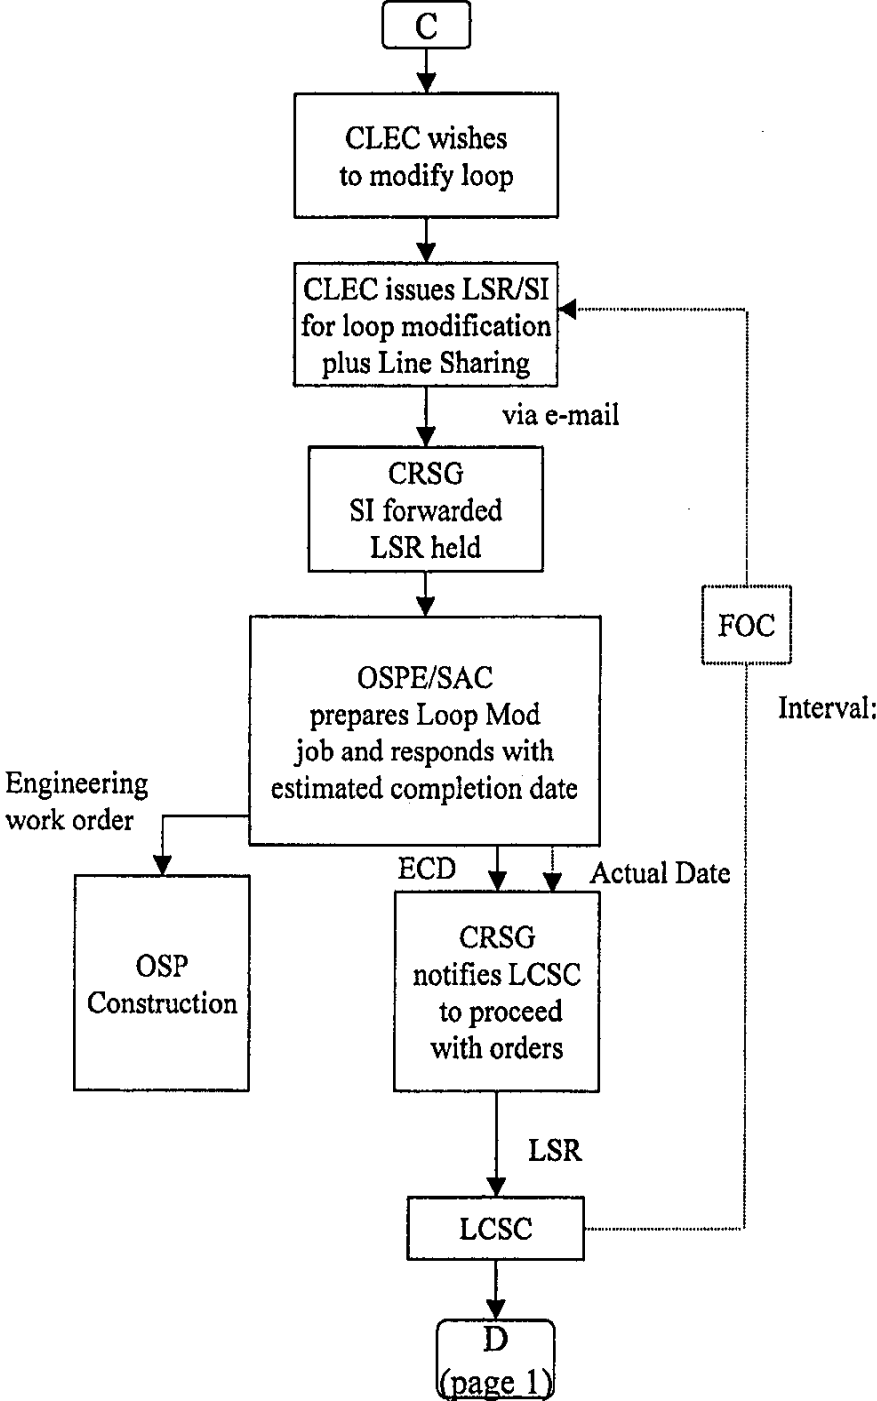 C
CLEC wishes
to modify loop
CLEC issues LSR/SI
for loop modification
plus Line Sharing
via e-mail
CRSG
SI forwarded
LSR held
FOC
Interval:
OSPE/SAC
prepares Loop Mod
job and responds with
estimated completion date
Engineering
work order
ECD
Actual Date
OSP
Construction
CRSG
notifies LCSC
to proceed
with orders
LSR
LCSC
D
(page 1)